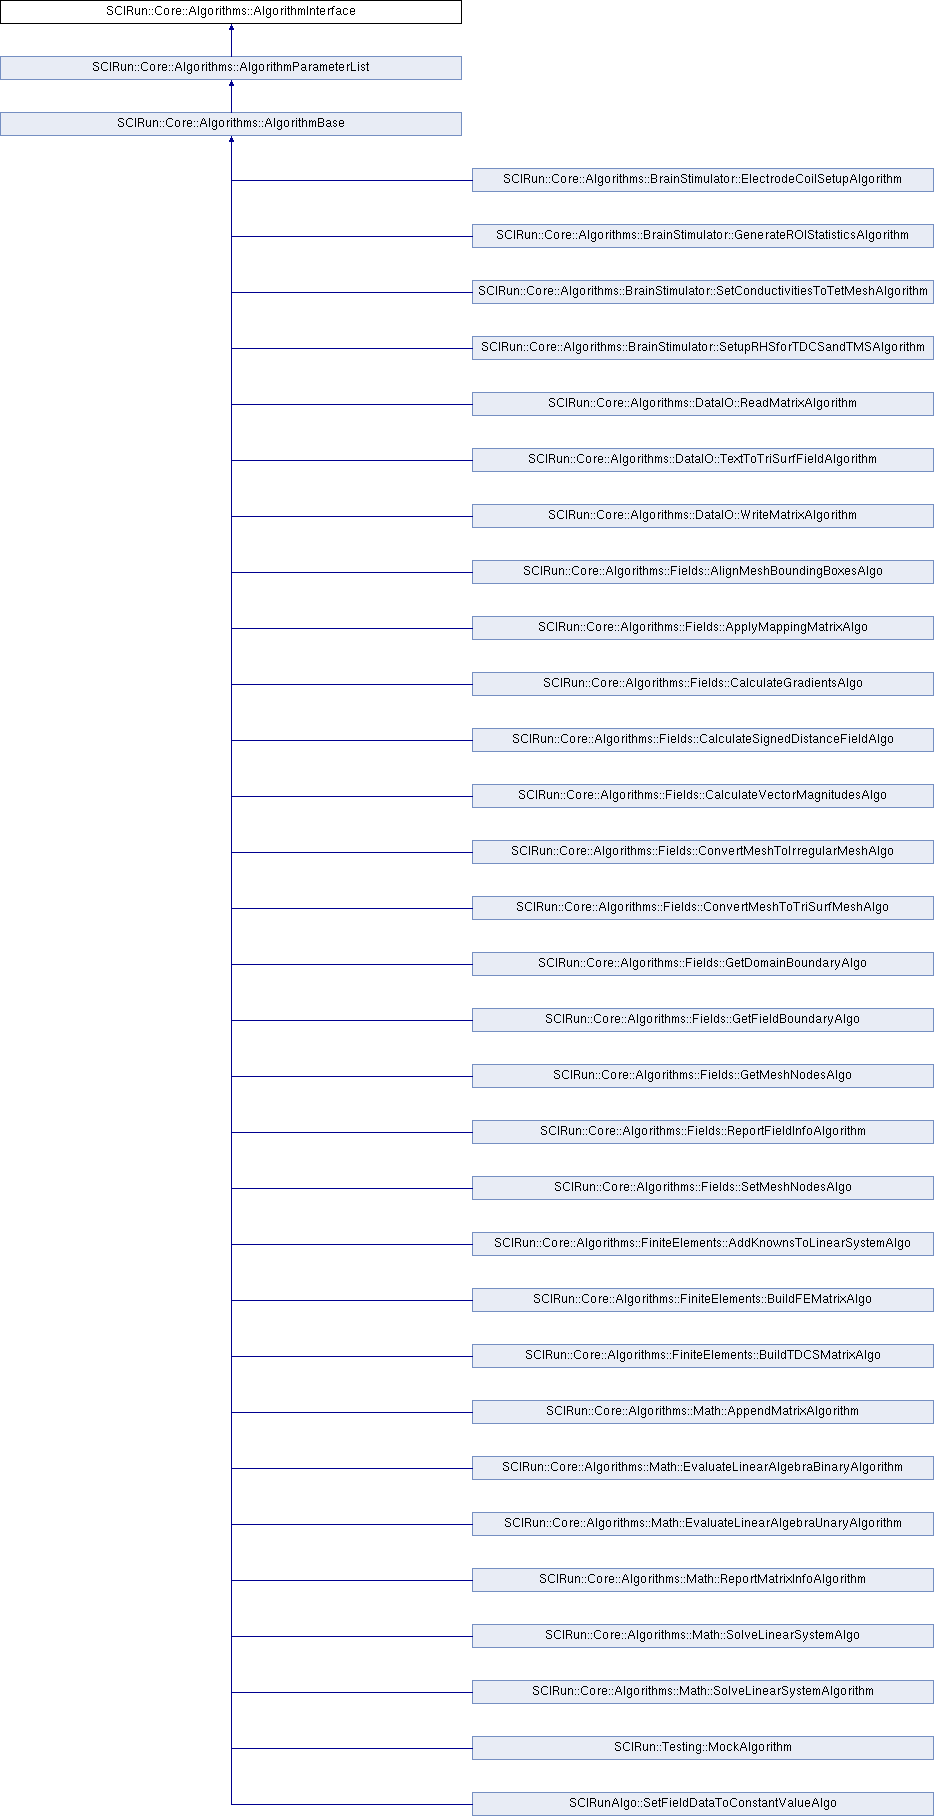 SCIRun::Core::Algorithms::AlgorithmInterface
SCIRun::Core::Algorithms::AlgorithmParameterList
SCIRun::Core::Algorithms::AlgorithmBase
SCIRun::Core::Algorithms::BrainStimulator::ElectrodeCoilSetupAlgorithm
SCIRun::Core::Algorithms::BrainStimulator::GenerateROIStatisticsAlgorithm
SCIRun::Core::Algorithms::BrainStimulator::SetConductivitiesToTetMeshAlgorithm
SCIRun::Core::Algorithms::BrainStimulator::SetupRHSforTDCSandTMSAlgorithm
SCIRun::Core::Algorithms::DataIO::ReadMatrixAlgorithm
SCIRun::Core::Algorithms::DataIO::TextToTriSurfFieldAlgorithm
SCIRun::Core::Algorithms::DataIO::WriteMatrixAlgorithm
SCIRun::Core::Algorithms::Fields::AlignMeshBoundingBoxesAlgo
SCIRun::Core::Algorithms::Fields::ApplyMappingMatrixAlgo
SCIRun::Core::Algorithms::Fields::CalculateGradientsAlgo
SCIRun::Core::Algorithms::Fields::CalculateSignedDistanceFieldAlgo
SCIRun::Core::Algorithms::Fields::CalculateVectorMagnitudesAlgo
SCIRun::Core::Algorithms::Fields::ConvertMeshToIrregularMeshAlgo
SCIRun::Core::Algorithms::Fields::ConvertMeshToTriSurfMeshAlgo
SCIRun::Core::Algorithms::Fields::GetDomainBoundaryAlgo
SCIRun::Core::Algorithms::Fields::GetFieldBoundaryAlgo
SCIRun::Core::Algorithms::Fields::GetMeshNodesAlgo
SCIRun::Core::Algorithms::Fields::ReportFieldInfoAlgorithm
SCIRun::Core::Algorithms::Fields::SetMeshNodesAlgo
SCIRun::Core::Algorithms::FiniteElements::AddKnownsToLinearSystemAlgo
SCIRun::Core::Algorithms::FiniteElements::BuildFEMatrixAlgo
SCIRun::Core::Algorithms::FiniteElements::BuildTDCSMatrixAlgo
SCIRun::Core::Algorithms::Math::AppendMatrixAlgorithm
SCIRun::Core::Algorithms::Math::EvaluateLinearAlgebraBinaryAlgorithm
SCIRun::Core::Algorithms::Math::EvaluateLinearAlgebraUnaryAlgorithm
SCIRun::Core::Algorithms::Math::ReportMatrixInfoAlgorithm
SCIRun::Core::Algorithms::Math::SolveLinearSystemAlgo
SCIRun::Core::Algorithms::Math::SolveLinearSystemAlgorithm
SCIRun::Testing::MockAlgorithm
SCIRunAlgo::SetFieldDataToConstantValueAlgo